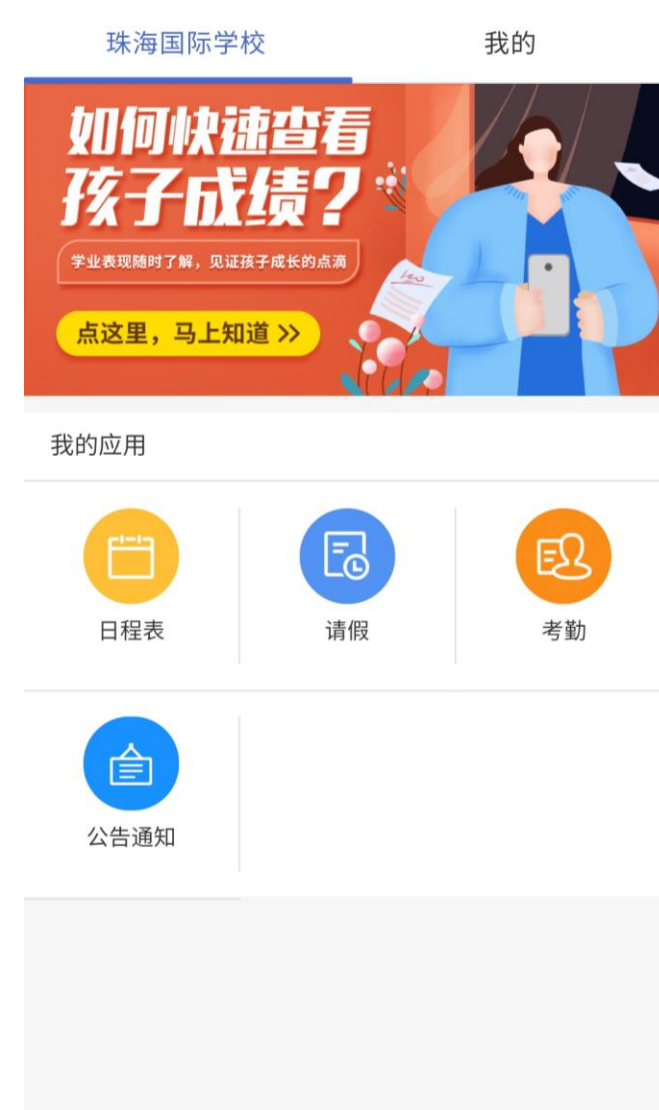 珠海国际学校 我的
如何快速查看
孩子成绩?
学业表现随时了解，见证孩子成长的点滴
点这里，马上知道 >>
我的应用
日程表 请假 考勤
公告通知